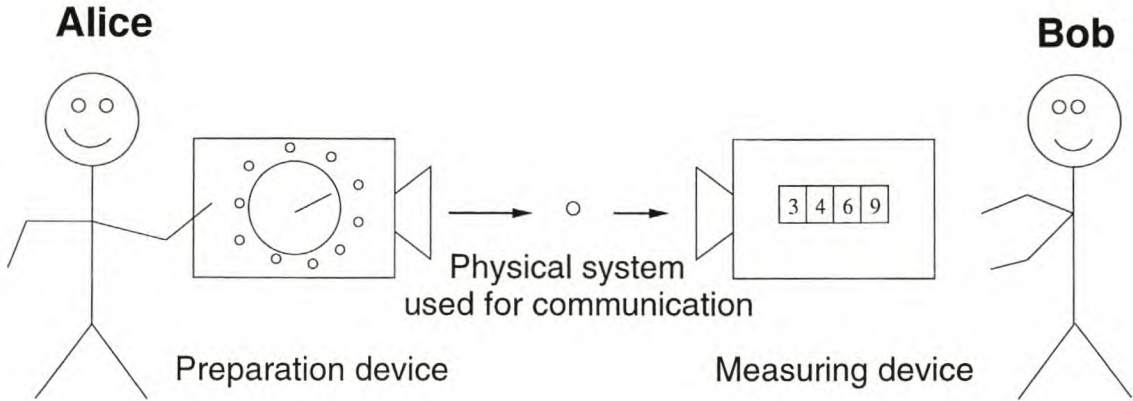 Alice
Bob
3 4 6 9
Physical system
used for communication
Preparation device
Measuring device